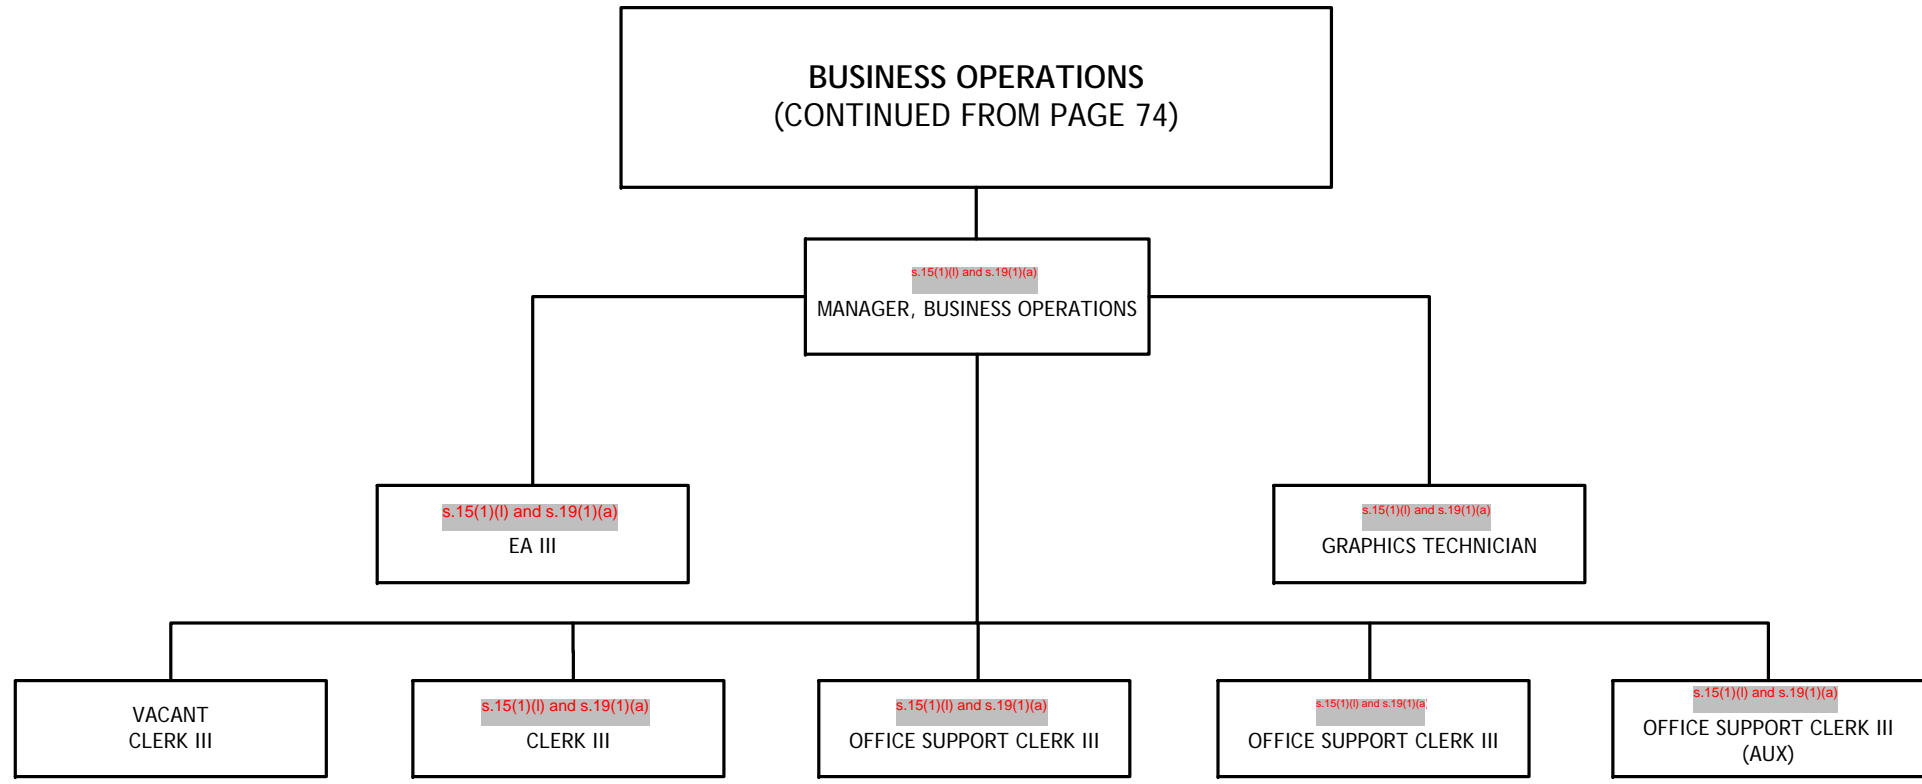 BUSINESS OPERATIONS
(CONTINUED FROM PAGE 74)
s.15(1)(l) and s.19(1)(a)
MANAGER, BUSINESS OPERATIONS
s.15(1)(l) and s.19(1)(a)
EA III
s.15(1)(l) and s.19(1)(a)
GRAPHICS TECHNICIAN
VACANT
CLERK III
s.15(1)(l) and s.19(1)(a)
CLERK III
s.15(1)(l) and s.19(1)(a)
OFFICE SUPPORT CLERK III
s.15(1)(l) and s.19(1)(a)
OFFICE SUPPORT CLERK III
s.15(1)(l) and s.19(1)(a)
OFFICE SUPPORT CLERK III
(AUX)